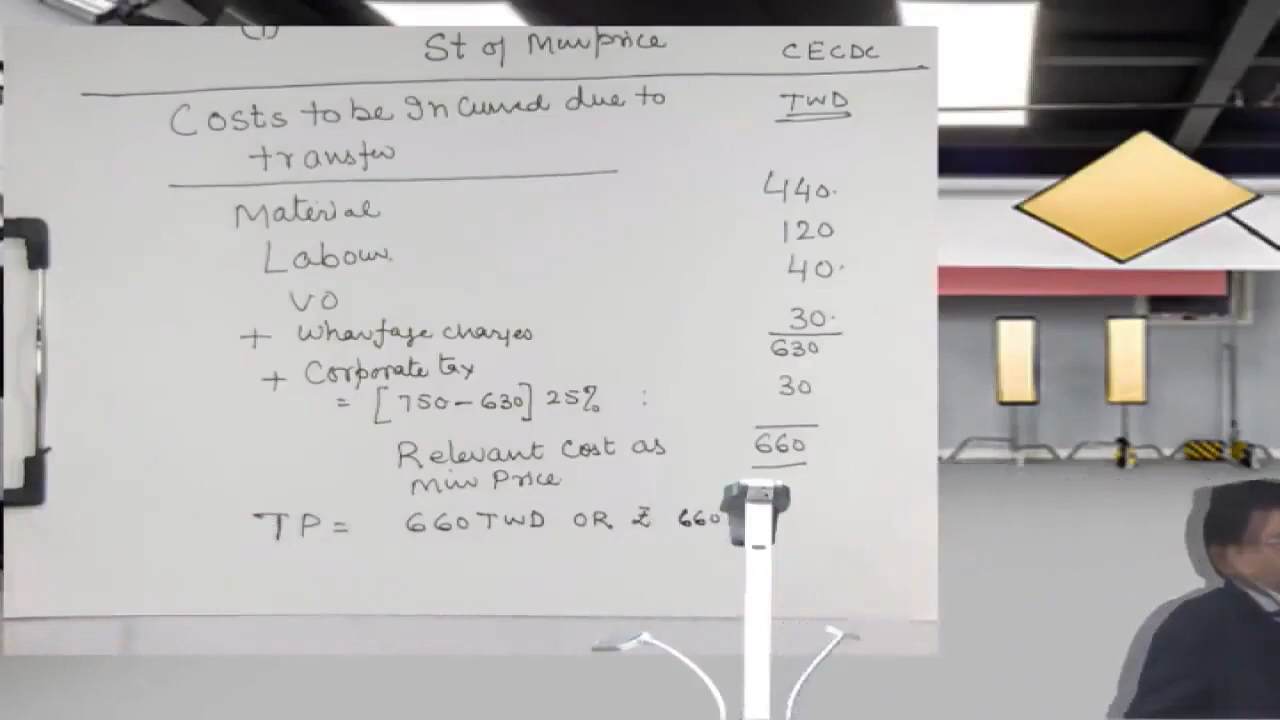 (1)
St of Min price CECDC
Costs to be Incurred due to TWD
transfer
Material 440.
Labour 120
VO 40.
+ Wharfage charges 30.
630
+ Corporate tax
= [750-630] 25% : 30
Relevant Cost as 660
Min Price
TP = 660 TWD OR ₹ 660